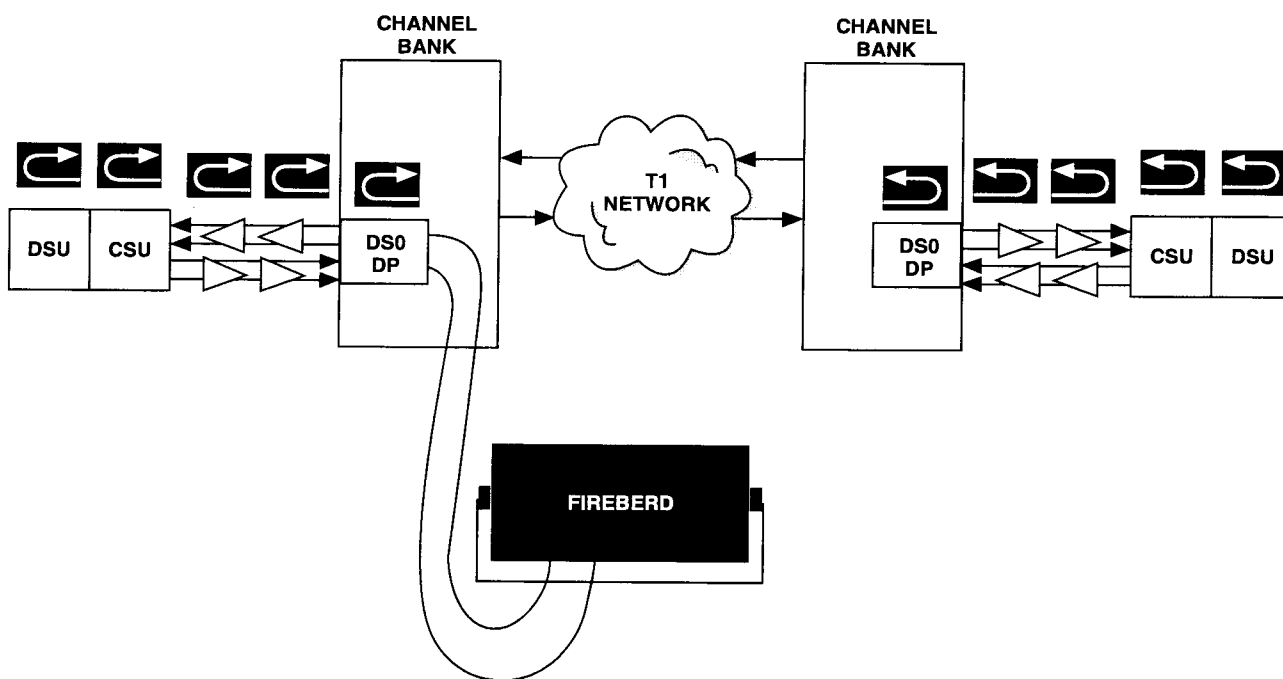 CHANNEL
BANK
CHANNEL
BANK
T1
NETWORK
DSU
CSU
DS0
DP
DS0
DP
CSU
DSU
FIREBERD